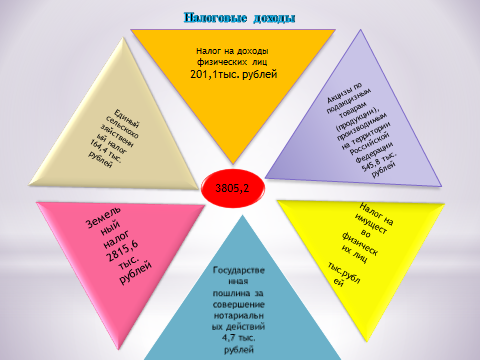 Налоговые доходы
Налог на доходы
физических лиц
201,1тыс. рублей
Акцизы по
подакцизным
товарам
(продукции),
производимым
на территории
Российской
Федерации
545,8 тыс.
рублей
Единый
сельскохо
зяйственн
ый налог
164,4 тыс.
рублей
3805,2
Земель
ный
налог
2815,6
тыс.
рублей
Налог на
имущест
во
физическ
их лиц
тыс.рубл
ей
Государстве
нная
пошлина за
совершение
нотариальн
ых действий
4,7 тыс.
рублей